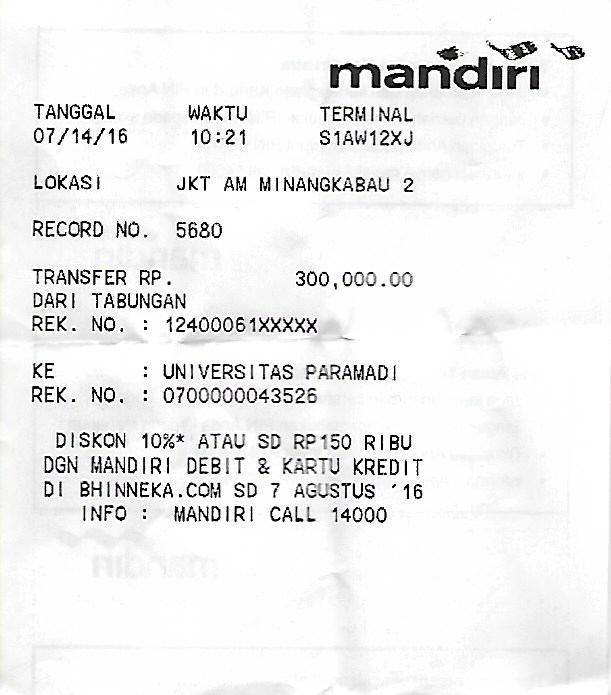 mandiri
TANGGAL WAKTU TERMINAL
07/14/16 10:21 S1AW12XJ
LOKASI JKT AM MINANGKABAU 2
RECORD NO. 5680
TRANSFER RP. 300,000.00
DARI TABUNGAN
REK. NO. : 12400061XXXXX
KE : UNIVERSITAS PARAMADI
REK. NO. : 0700000043526
DISKON 10%* ATAU SD RP150 RIBU
DGN MANDIRI DEBIT & KARTU KREDIT
DI BHINNEKA.COM SD 7 AGUSTUS '16
INFO : MANDIRI CALL 14000